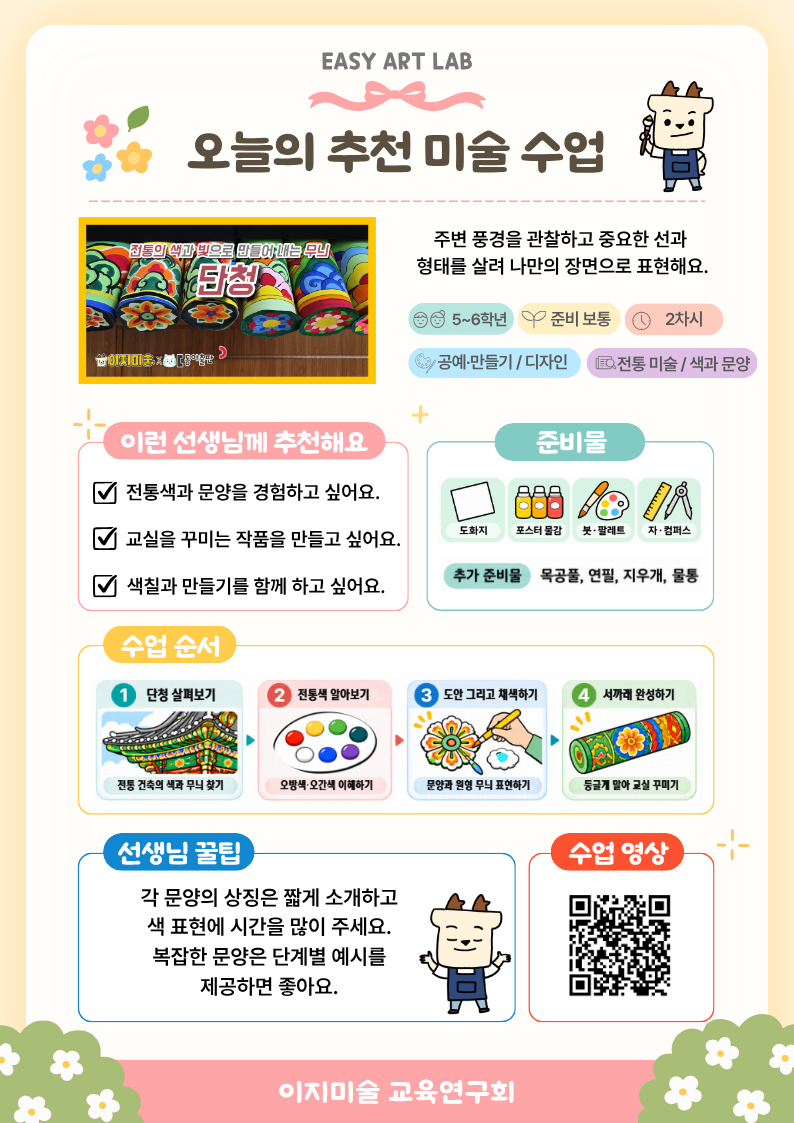 EASY ART LAB
오늘의 추천 미술 수업
전통의 색과 빛으로 만들어 내는 무늬
단청
이지미술 x 동아출판
주변 풍경을 관찰하고 중요한 선과
형태를 살려 나만의 장면으로 표현해요.
5~6학년
준비 보통
2차시
공예·만들기 / 디자인
전통 미술 / 색과 문양
이런 선생님께 추천해요
전통색과 문양을 경험하고 싶어요.
교실을 꾸미는 작품을 만들고 싶어요.
색칠과 만들기를 함께 하고 싶어요.
준비물
도화지
포스터 물감
붓·팔레트
자·컴퍼스
추가 준비물 목공풀, 연필, 지우개, 물통
수업 순서
1 단청 살펴보기
전통 건축의 색과 무늬 찾기
2 전통색 알아보기
오방색·오간색 이해하기
3 도안 그리고 채색하기
문양과 원형 무늬 표현하기
4 서까래 완성하기
둥글게 말아 교실 꾸미기
선생님 꿀팁
각 문양의 상징은 짧게 소개하고
색 표현에 시간을 많이 주세요.
복잡한 문양은 단계별 예시를
제공하면 좋아요.
수업 영상
이지미술 교육연구회